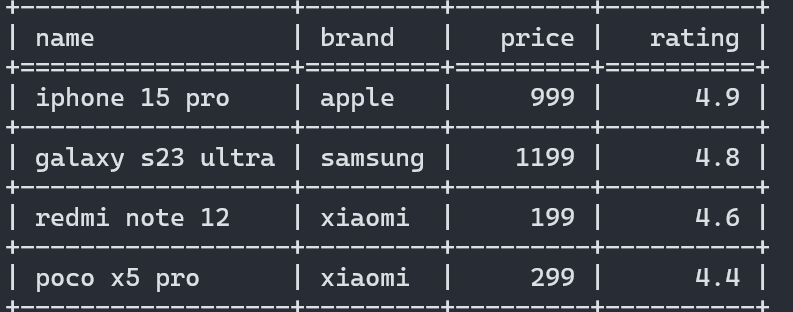 +------------------+---------+---------+----------+
| name             | brand   |   price |   rating |
+==================+=========+=========+==========+
| iphone 15 pro    | apple   |     999 |      4.9 |
+------------------+---------+---------+----------+
| galaxy s23 ultra | samsung |    1199 |      4.8 |
+------------------+---------+---------+----------+
| redmi note 12    | xiaomi  |     199 |      4.6 |
+------------------+---------+---------+----------+
| poco x5 pro      | xiaomi  |     299 |      4.4 |
+------------------+---------+---------+----------+